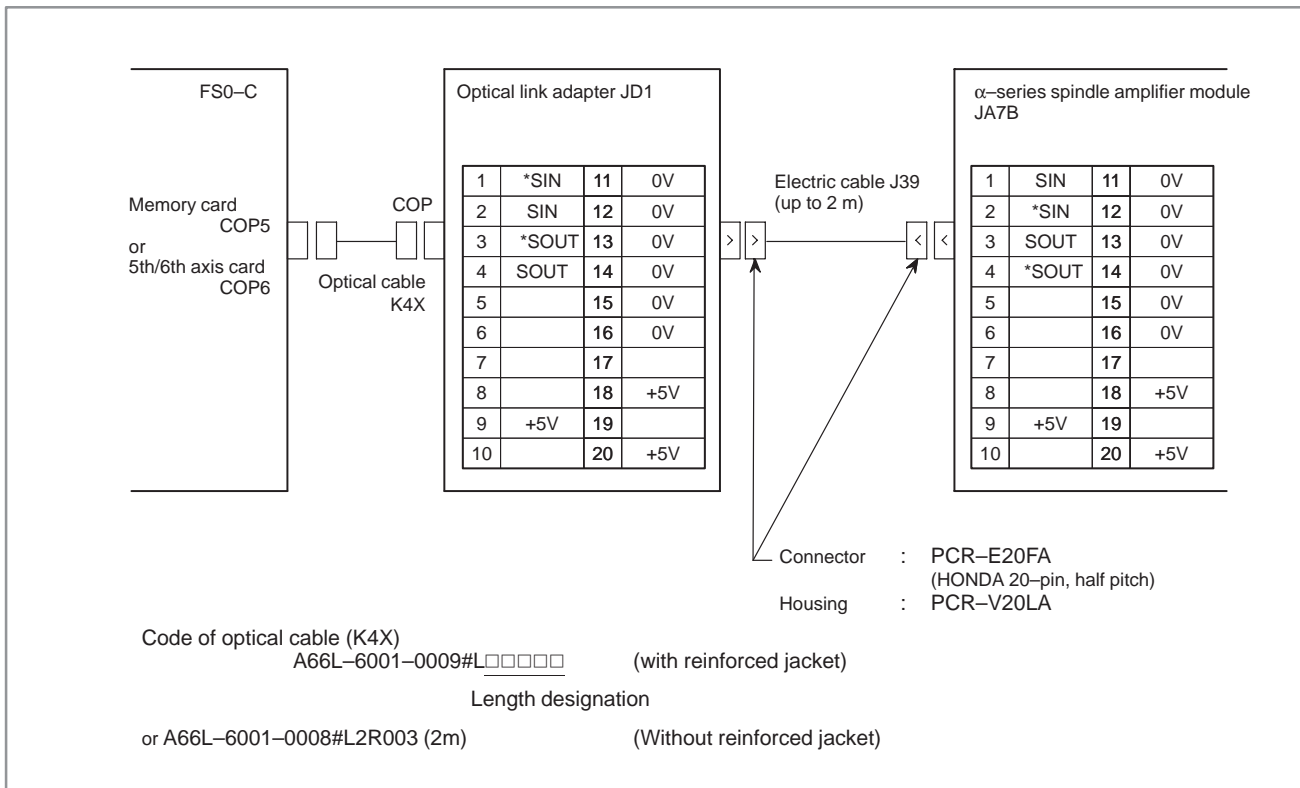 FS0–C
Memory card
COP5
or
5th/6th axis card
COP6
Optical cable
K4X
COP
Optical link adapter JD1
1 *SIN 11 0V
2 SIN 12 0V
3 *SOUT 13 0V
4 SOUT 14 0V
5 15 0V
6 16 0V
7 17
8 18 +5V
9 +5V 19
10 20 +5V
> >
Electric cable J39
(up to 2 m)
< <
α–series spindle amplifier module
JA7B
1 SIN 11 0V
2 *SIN 12 0V
3 SOUT 13 0V
4 *SOUT 14 0V
5 15 0V
6 16 0V
7 17
8 18 +5V
9 +5V 19
10 20 +5V
Connector : PCR–E20FA
(HONDA 20–pin, half pitch)
Housing : PCR–V20LA
Code of optical cable (K4X)
A66L–6001–0009#L□□□□□ (with reinforced jacket)
Length designation
or A66L–6001–0008#L2R003 (2m) (Without reinforced jacket)